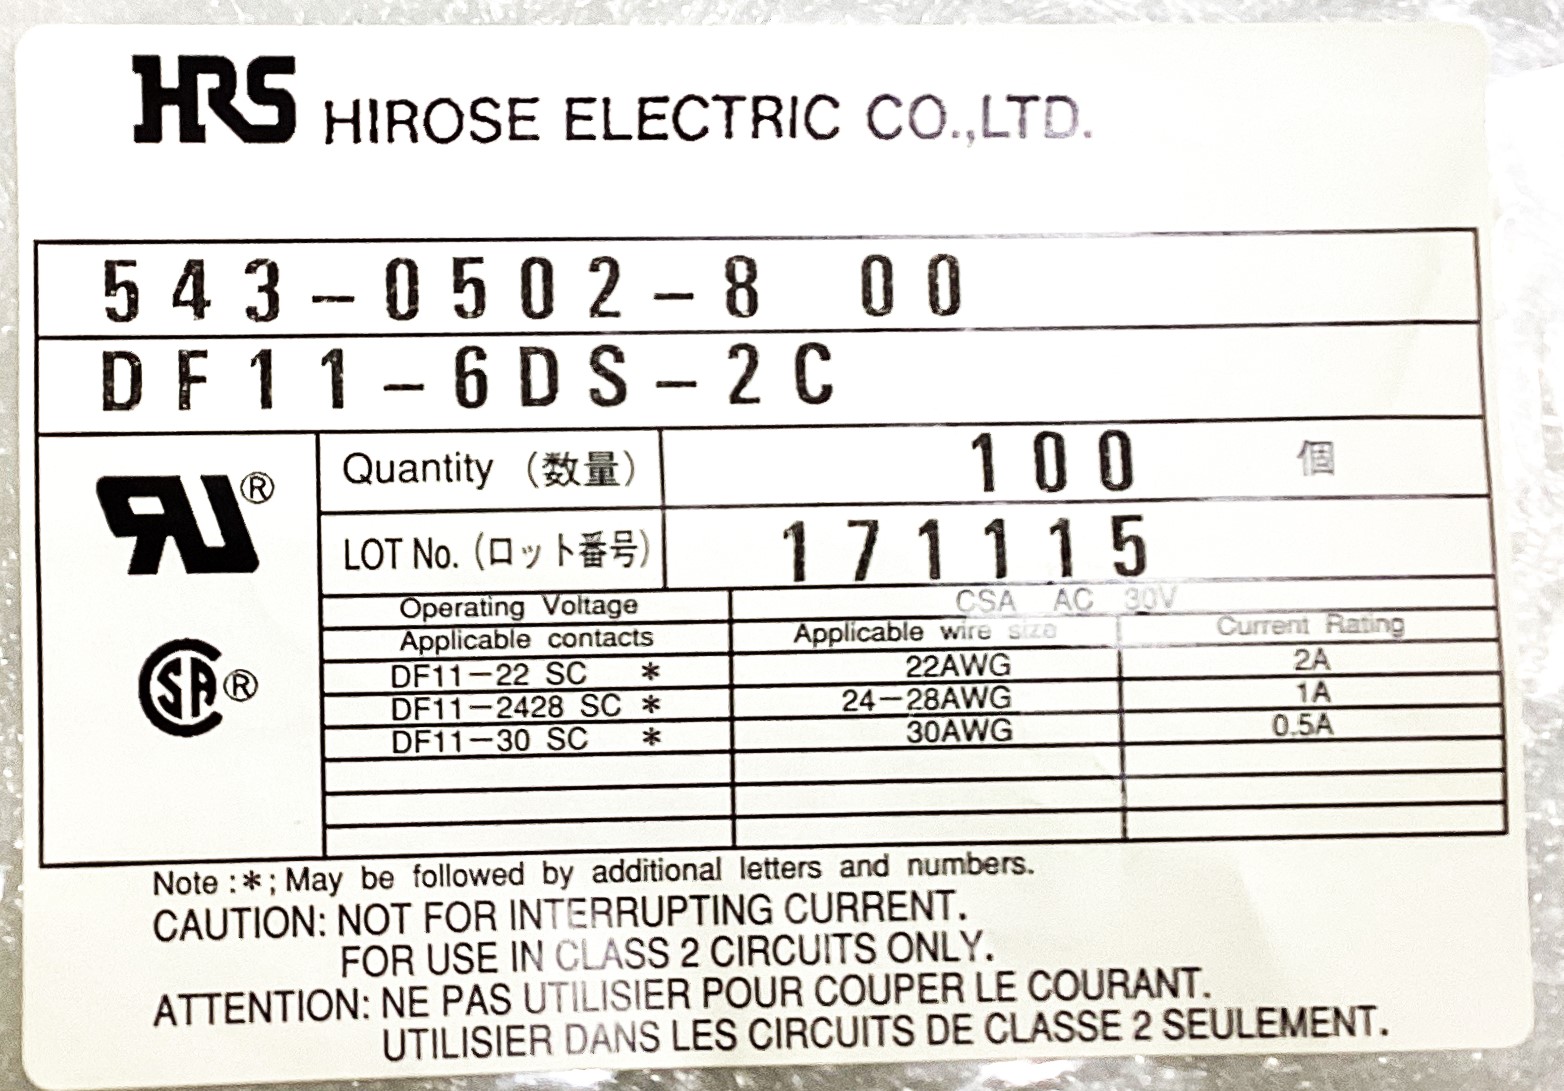 HRS HIROSE ELECTRIC CO.,LTD.
543-0502-8 00
DF11-6DS-2C
Quantity (数量) 100 個
LOT No. (ロット番号) 171115
Operating Voltage CSA AC 30V
Applicable contacts Applicable wire size Current Rating
DF11-22 SC * 22AWG 2A
DF11-2428 SC * 24-28AWG 1A
DF11-30 SC * 30AWG 0.5A
RU®
CSA®
Note : * ; May be followed by additional letters and numbers.
CAUTION: NOT FOR INTERRUPTING CURRENT.
FOR USE IN CLASS 2 CIRCUITS ONLY.
ATTENTION: NE PAS UTILISIER POUR COUPER LE COURANT.
UTILISIER DANS LES CIRCUITS DE CLASSE 2 SEULEMENT.